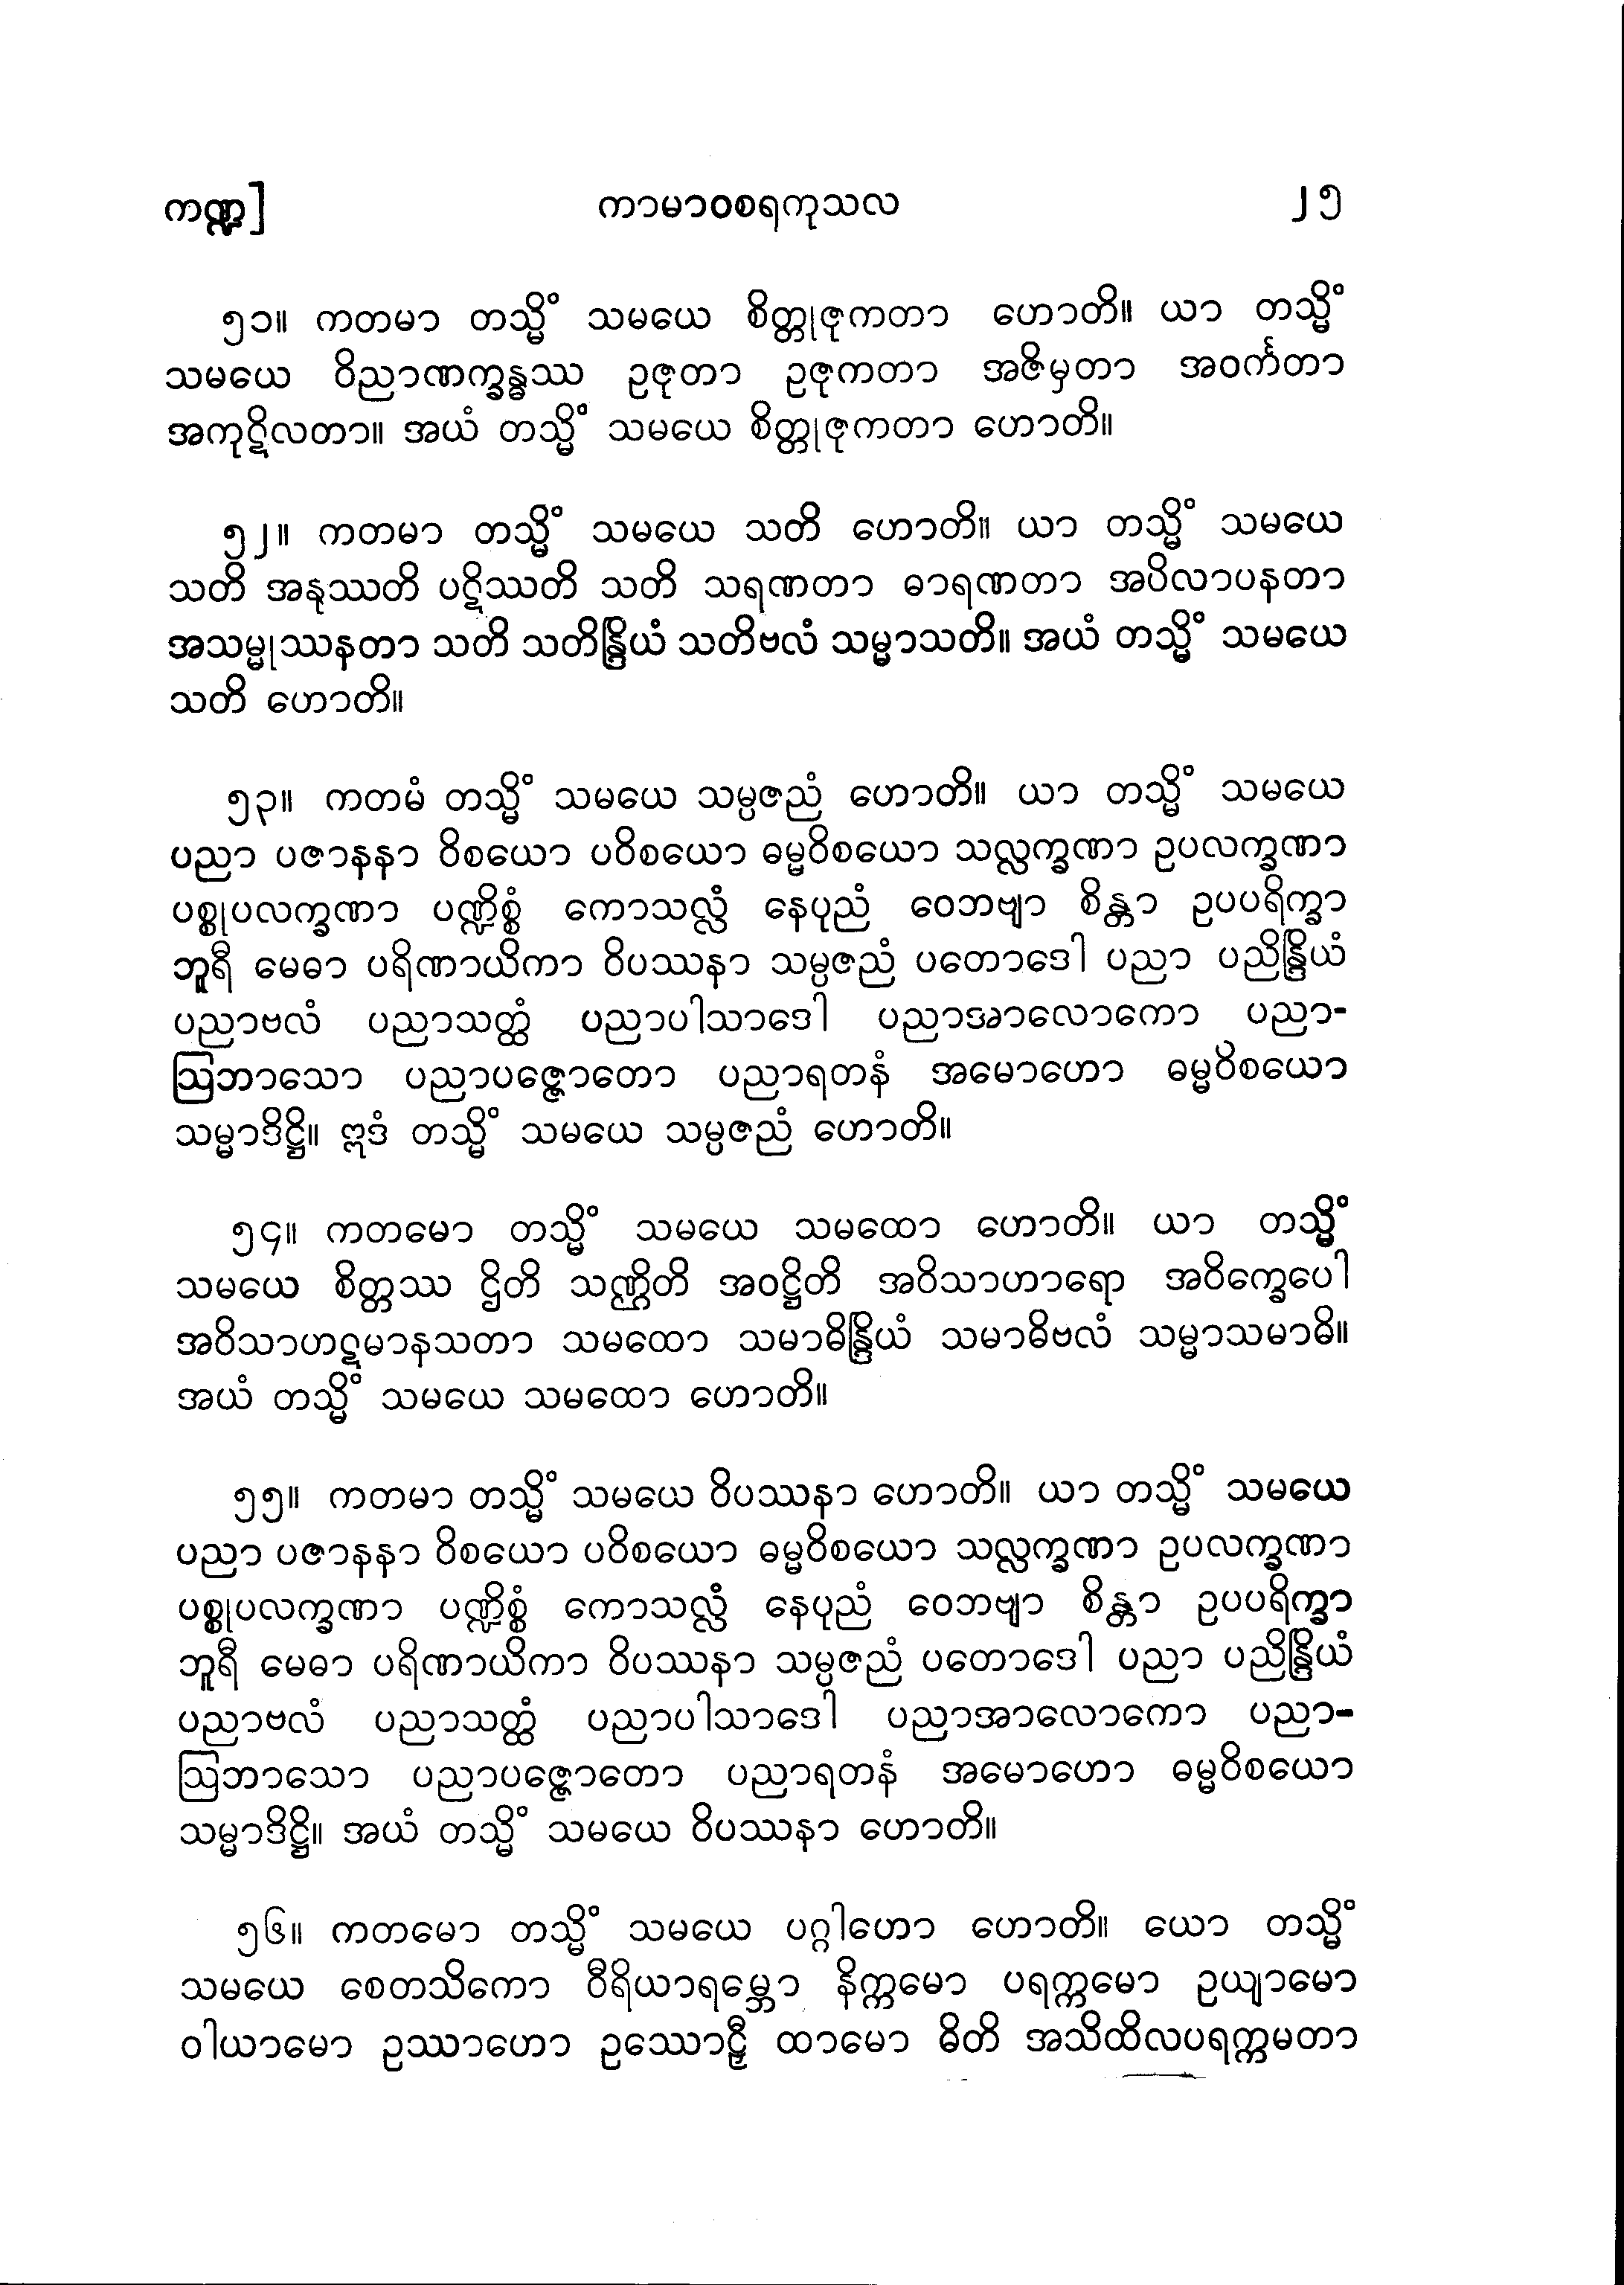 ကဏ္ဍ] ကာမာဝစရကုသလ ၂၅
၅၁။ ကတမာ တသ္မိံ သမယေ စိတ္တုဇုကတာ ဟောတိ။ ယာ တသ္မိံ
သမယေ ဝိညာဏက္ခန္ဓဿ ဥဇုတာ ဥဇုကတာ အဇိမှတာ အဝင်္ကတာ
အကုဋိလတာ။ အယံ တသ္မိံ သမယေ စိတ္တုဇုကတာ ဟောတိ။
၅၂။ ကတမာ တသ္မိံ သမယေ သတိ ဟောတိ။ ယာ တသ္မိံ သမယေ
သတိ အနုဿတိ ပဋိဿတိ သတိ သရဏတာ ဓာရဏတာ အပိလာပနတာ
အသမ္မုဿနတာ သတိ သတိန္ဒြိယံ သတိဗလံ သမ္မာသတိ။ အယံ တသ္မိံ သမယေ
သတိ ဟောတိ။
၅၃။ ကတမံ တသ္မိံ သမယေ သမ္ပဇညံ ဟောတိ။ ယာ တသ္မိံ သမယေ
ပညာ ပဇာနနာ ဝိစယော ပဝိစယော ဓမ္မဝိစယော သလ္လက္ခဏာ ဥပလက္ခဏာ
ပစ္စုပလက္ခဏာ ပဏ္ဍိစ္စံ ကောသလ္လံ နေပုညံ ဝေဘဗျာ စိန္တာ ဥပပရိက္ခာ
ဘူရီ မေဓာ ပရိဏာယိကာ ဝိပဿနာ သမ္ပဇညံ ပတောဒေါ ပညာ ပညိန္ဒြိယံ
ပညာဗလံ ပညာသတ္ထံ ပညာပါသာဒေါ ပညာအာလောကော ပညာ-
ဩဘာသော ပညာပဇ္ဇောတော ပညာရတနံ အမောဟော ဓမ္မဝိစယော
သမ္မာဒိဋ္ဌိ။ ဣဒံ တသ္မိံ သမယေ သမ္ပဇညံ ဟောတိ။
၅၄။ ကတမော တသ္မိံ သမယေ သမထော ဟောတိ။ ယာ တသ္မိံ
သမယေ စိတ္တဿ ဌိတိ သဏ္ဌိတိ အဝဋ္ဌိတိ အဝိသာဟာရော အဝိက္ခေပေါ
အဝိသာဟဋမာနသတာ သမထော သမာဓိန္ဒြိယံ သမာဓိဗလံ သမ္မာသမာဓိ။
အယံ တသ္မိံ သမယေ သမထော ဟောတိ။
၅၅။ ကတမာ တသ္မိံ သမယေ ဝိပဿနာ ဟောတိ။ ယာ တသ္မိံ သမယေ
ပညာ ပဇာနနာ ဝိစယော ပဝိစယော ဓမ္မဝိစယော သလ္လက္ခဏာ ဥပလက္ခဏာ
ပစ္စုပလက္ခဏာ ပဏ္ဍိစ္စံ ကောသလ္လံ နေပုညံ ဝေဘဗျာ စိန္တာ ဥပပရိက္ခာ
ဘူရီ မေဓာ ပရိဏာယိကာ ဝိပဿနာ သမ္ပဇညံ ပတောဒေါ ပညာ ပညိန္ဒြိယံ
ပညာဗလံ ပညာသတ္ထံ ပညာပါသာဒေါ ပညာအာလောကော ပညာ-
ဩဘာသော ပညာပဇ္ဇောတော ပညာရတနံ အမောဟော ဓမ္မဝိစယော
သမ္မာဒိဋ္ဌိ။ အယံ တသ္မိံ သမယေ ဝိပဿနာ ဟောတိ။
၅၆။ ကတမော တသ္မိံ သမယေ ပဂ္ဂါဟော ဟောတိ။ ယော တသ္မိံ
သမယေ စေတသိကော ဝီရိယာရမ္ဘော နိက္ကမော ပရက္ကမော ဥယျာမော
ဝါယာမော ဥဿာဟော ဥဿောဠှီ ထာမော ဓိတိ အသိထိလပရက္ကမတာ